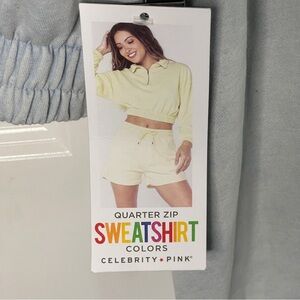 QUARTER ZIP
SWEATSHIRT
COLORS
CELEBRITY PINK®